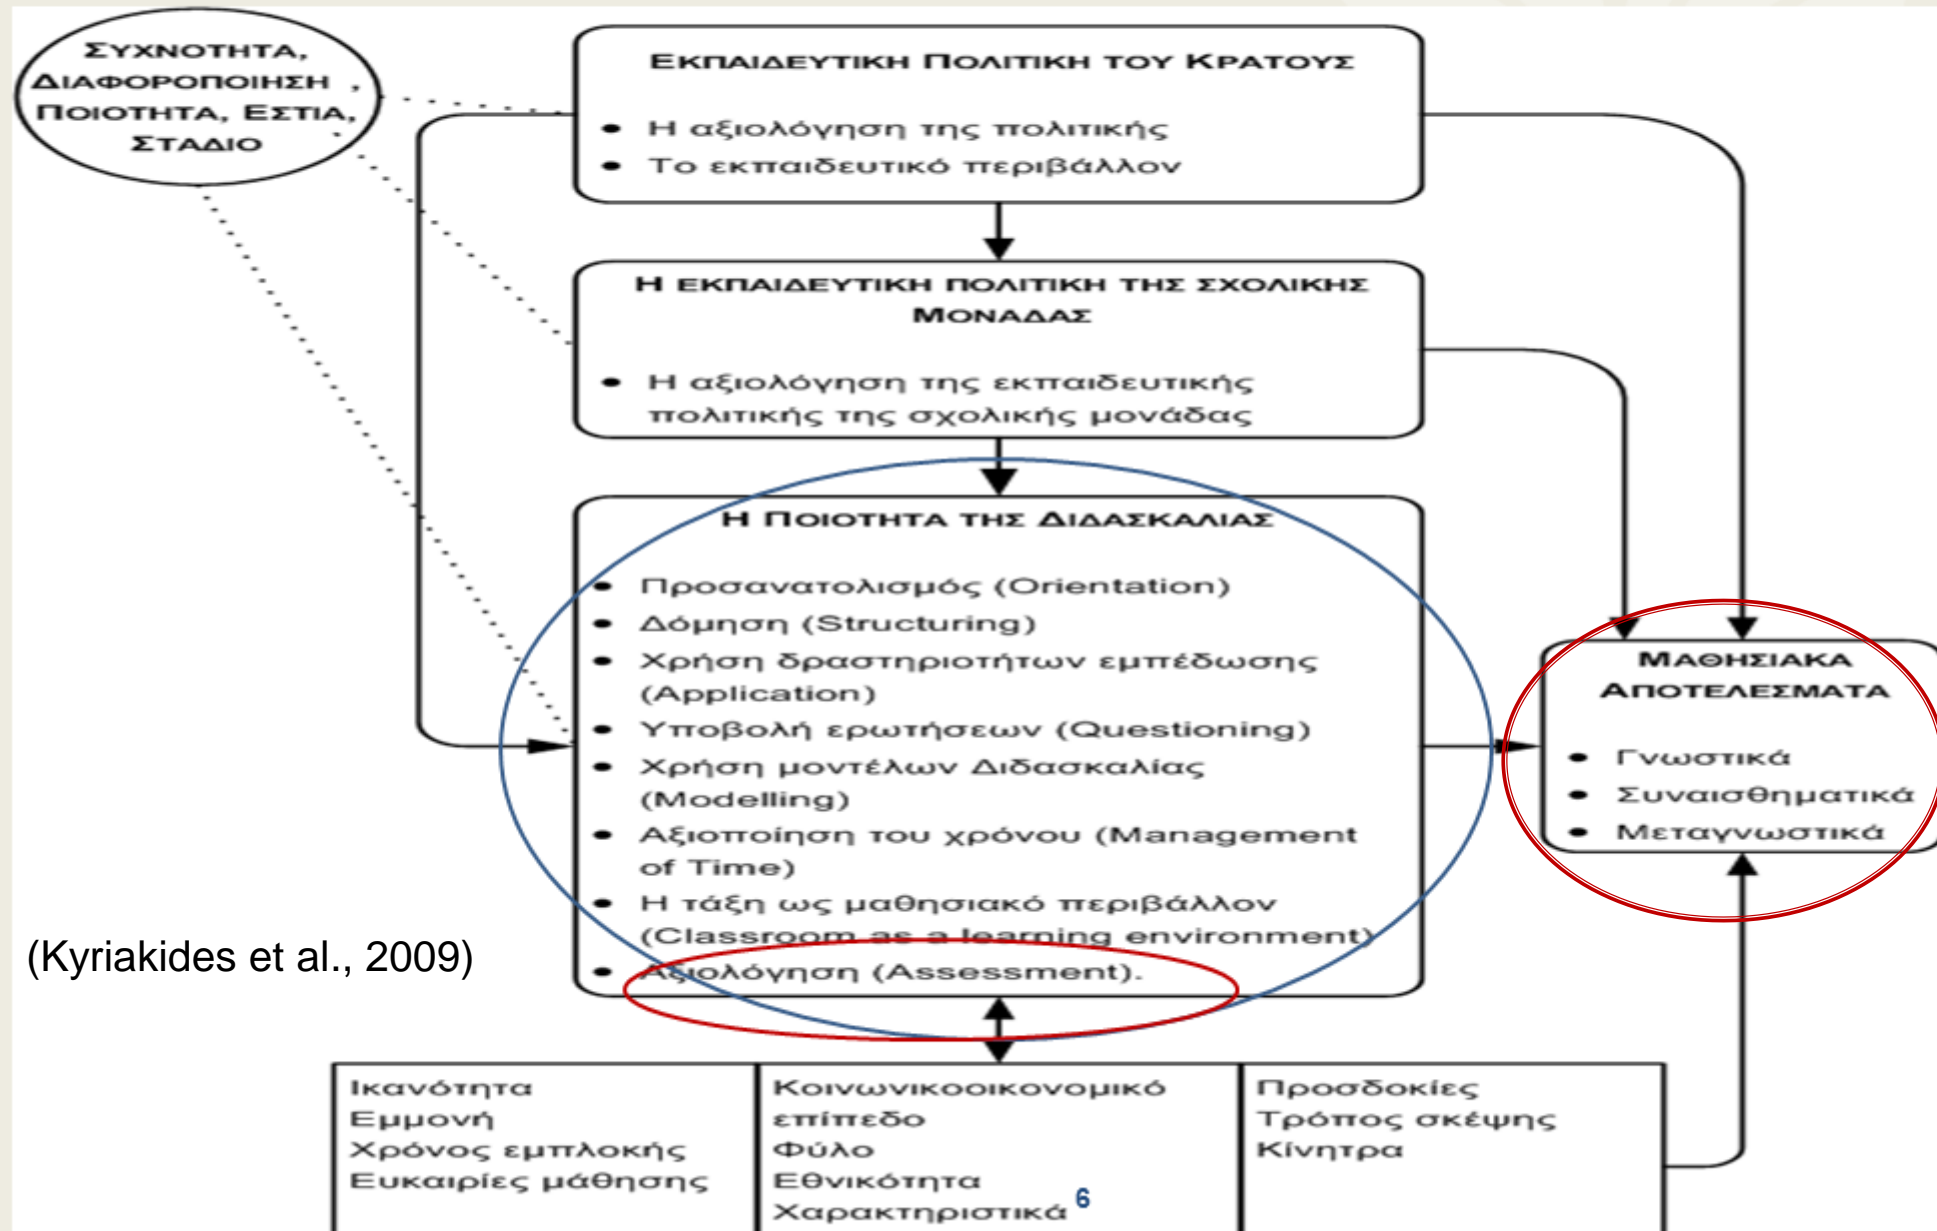 ΣΥΧΝΟΤΗΤΑ,
ΔΙΑΦΟΡΟΠΟΙΗΣΗ ,
ΠΟΙΟΤΗΤΑ, ΕΣΤΙΑ,
ΣΤΑΔΙΟ
ΕΚΠΑΙΔΕΥΤΙΚΗ ΠΟΛΙΤΙΚΗ ΤΟΥ ΚΡΑΤΟΥΣ
• Η αξιολόγηση της πολιτικής
• Το εκπαιδευτικό περιβάλλον
Η ΕΚΠΑΙΔΕΥΤΙΚΗ ΠΟΛΙΤΙΚΗ ΤΗΣ ΣΧΟΛΙΚΗΣ
ΜΟΝΑΔΑΣ
• Η αξιολόγηση της εκπαιδευτικής
πολιτικής της σχολικής μονάδας
Η ΠΟΙΟΤΗΤΑ ΤΗΣ ΔΙΔΑΣΚΑΛΙΑΣ
• Προσανατολισμός (Orientation)
• Δόμηση (Structuring)
• Χρήση δραστηριοτήτων εμπέδωσης
(Application)
• Υποβολή ερωτήσεων (Questioning)
• Χρήση μοντέλων Διδασκαλίας
(Modelling)
• Αξιοποίηση του χρόνου (Management
of Time)
• Η τάξη ως μαθησιακό περιβάλλον
(Classroom as a learning environment)
• Αξιολόγηση (Assessment).
ΜΑΘΗΣΙΑΚΑ
ΑΠΟΤΕΛΕΣΜΑΤΑ
• Γνωστικά
• Συναισθηματικά
• Μεταγνωστικά
(Kyriakides et al., 2009)
Ικανότητα
Εμμονή
Χρόνος εμπλοκής
Ευκαιρίες μάθησης
Κοινωνικοοικονομικό
επίπεδο
Φύλο
Εθνικότητα
Χαρακτηριστικά
Προσδοκίες
Τρόπος σκέψης
Κίνητρα
6